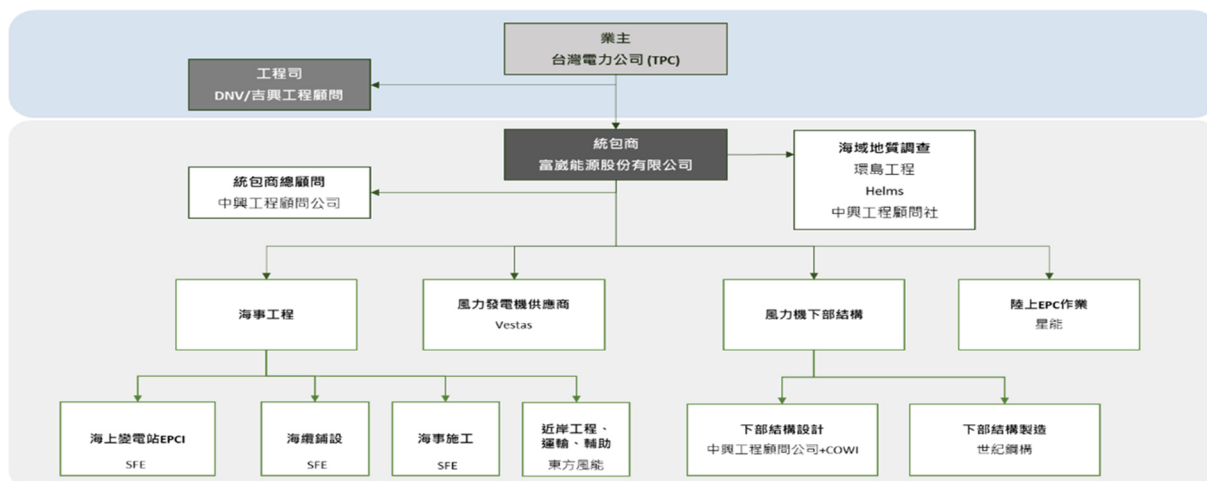 業主
台灣電力公司 (TPC)
工程司
DNV/吉興工程顧問
統包商
富崴能源股份有限公司
海域地質調查
環島工程
Helms
中興工程顧問社
統包商總顧問
中興工程顧問公司
海事工程
風力發電機供應商
Vestas
風力機下部結構
陸上EPC作業
星能
海上變電站EPCI
SFE
海纜鋪設
SFE
海事施工
SFE
近岸工程、
運輸、輔助
東方風能
下部結構設計
中興工程顧問公司+COWI
下部結構製造
世紀鋼構